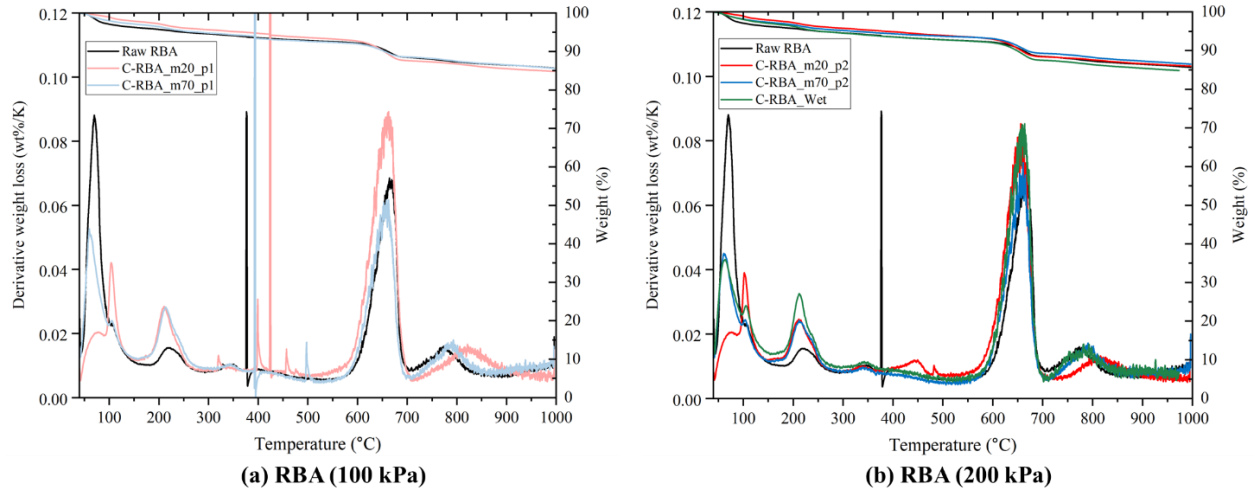 0.12
0.10
0.08
0.06
0.04
0.02
0.00
Derivative weight loss (wt%/K)
Raw RBA
C-RBA_m20_p1
C-RBA_m70_p1
100
90
80
70
60
50
40
30
20
10
0
Weight (%)
100 200 300 400 500 600 700 800 900 1000
Temperature (°C)
(a) RBA (100 kPa)
0.12
0.10
0.08
0.06
0.04
0.02
0.00
Derivative weight loss (wt%/K)
Raw RBA
C-RBA_m20_p2
C-RBA_m70_p2
C-RBA_Wet
100
90
80
70
60
50
40
30
20
10
0
Weight (%)
100 200 300 400 500 600 700 800 900 1000
Temperature (°C)
(b) RBA (200 kPa)